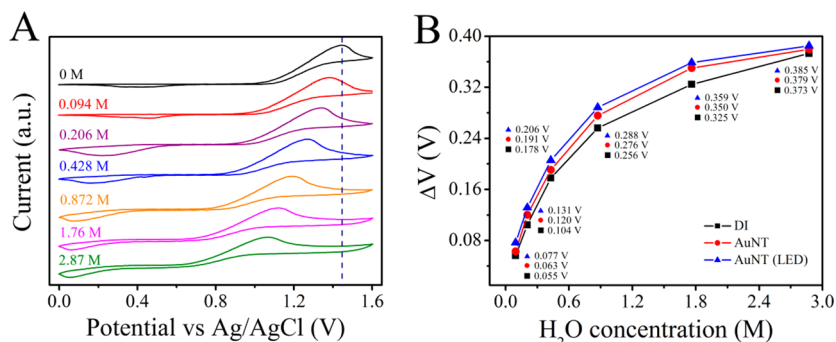 A
Current (a.u.)
0 M
0.094 M
0.206 M
0.428 M
0.872 M
1.76 M
2.87 M
0.0 0.4 0.8 1.2 1.6
Potential vs Ag/AgCl (V)
B
ΔV (V)
0.40
0.32
0.24
0.16
0.08
0.206 V
0.191 V
0.178 V
0.077 V
0.063 V
0.055 V
0.131 V
0.120 V
0.104 V
0.288 V
0.276 V
0.256 V
0.359 V
0.350 V
0.325 V
0.385 V
0.379 V
0.373 V
DI
AuNT
AuNT (LED)
0.0 0.6 1.2 1.8 2.4 3.0
H₂O concentration (M)